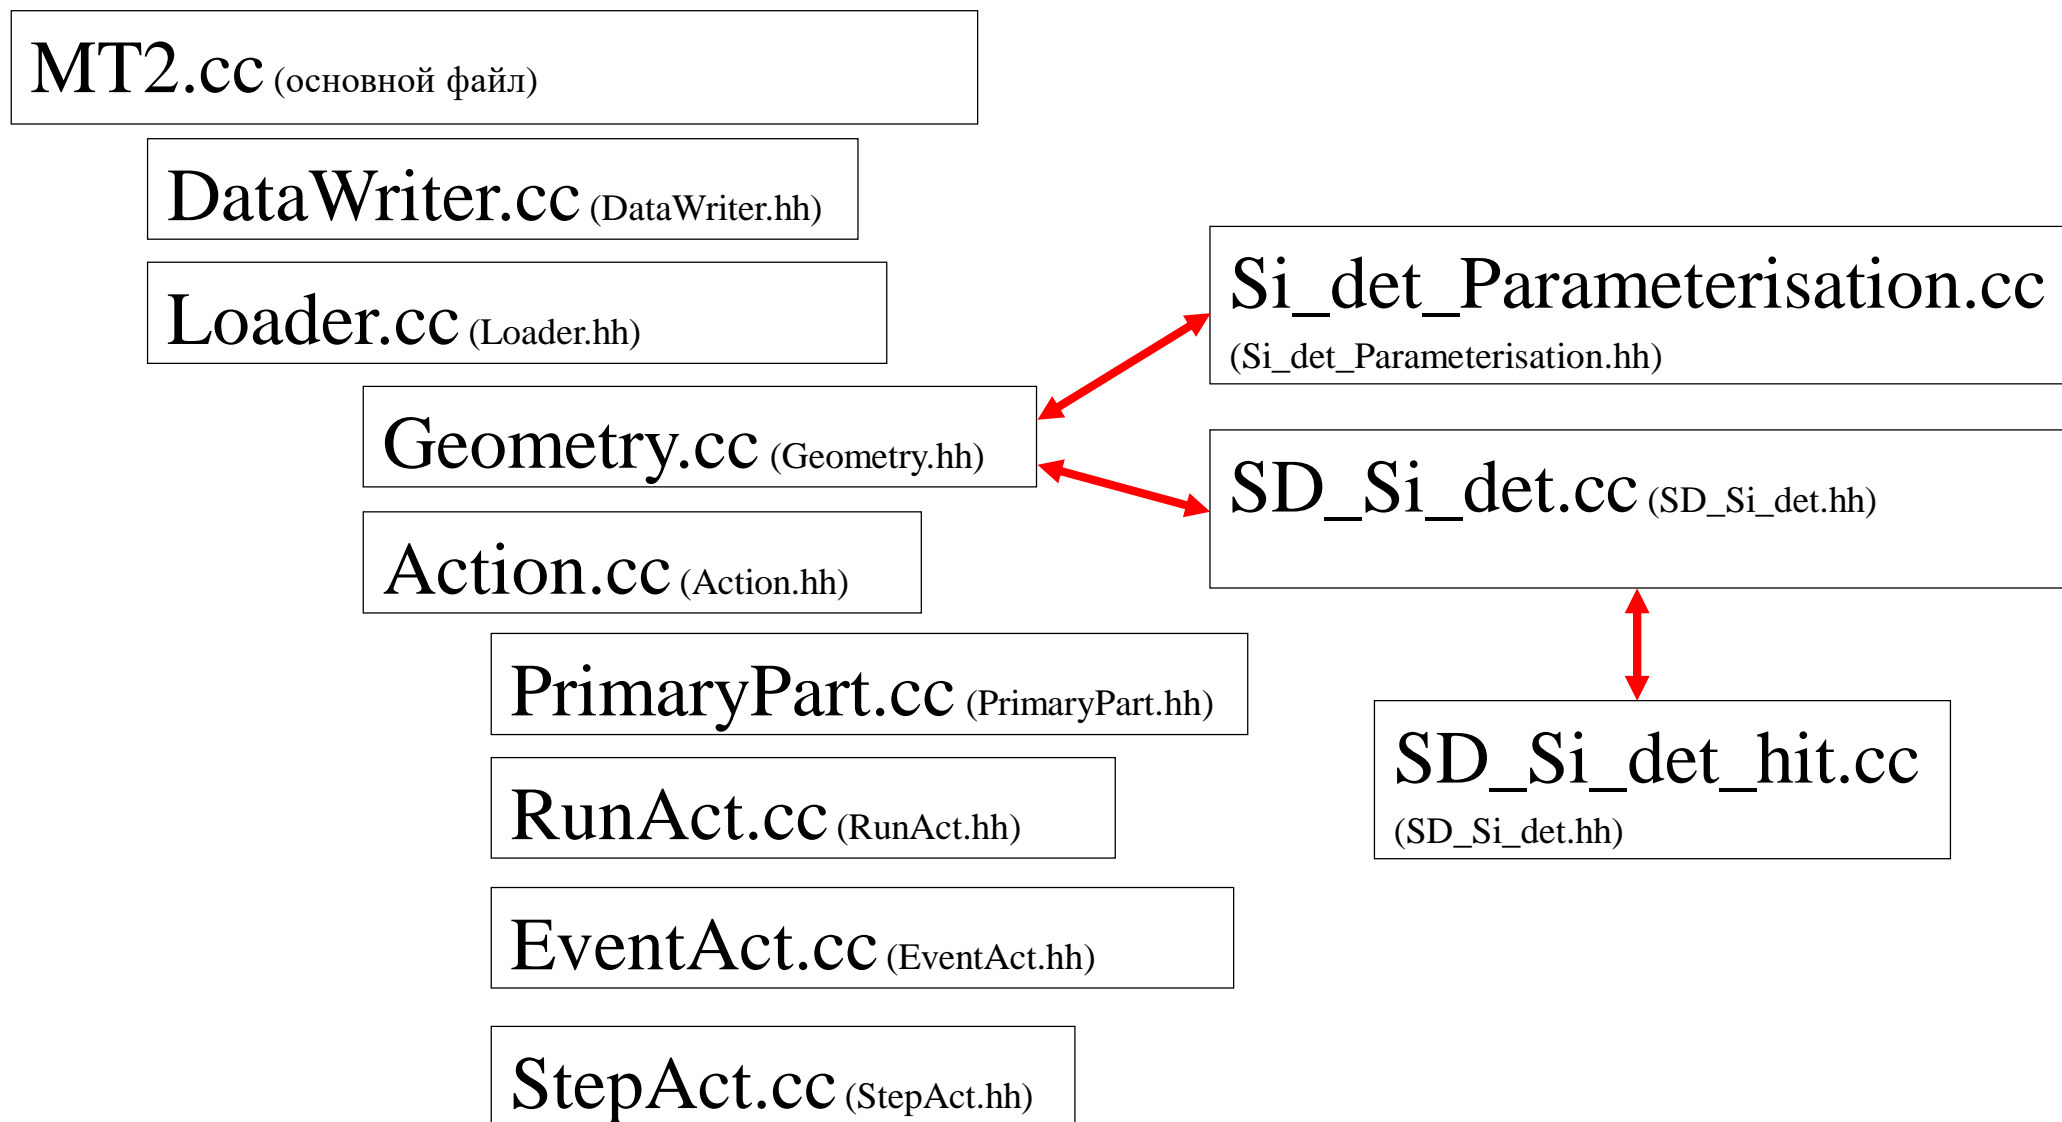 MT2.cc (основной файл)
DataWriter.cc (DataWriter.hh)
Loader.cc (Loader.hh)
Geometry.cc (Geometry.hh)
Action.cc (Action.hh)
PrimaryPart.cc (PrimaryPart.hh)
RunAct.cc (RunAct.hh)
EventAct.cc (EventAct.hh)
StepAct.cc (StepAct.hh)
Si_det_Parameterisation.cc
(Si_det_Parameterisation.hh)
SD_Si_det.cc (SD_Si_det.hh)
SD_Si_det_hit.cc
(SD_Si_det.hh)